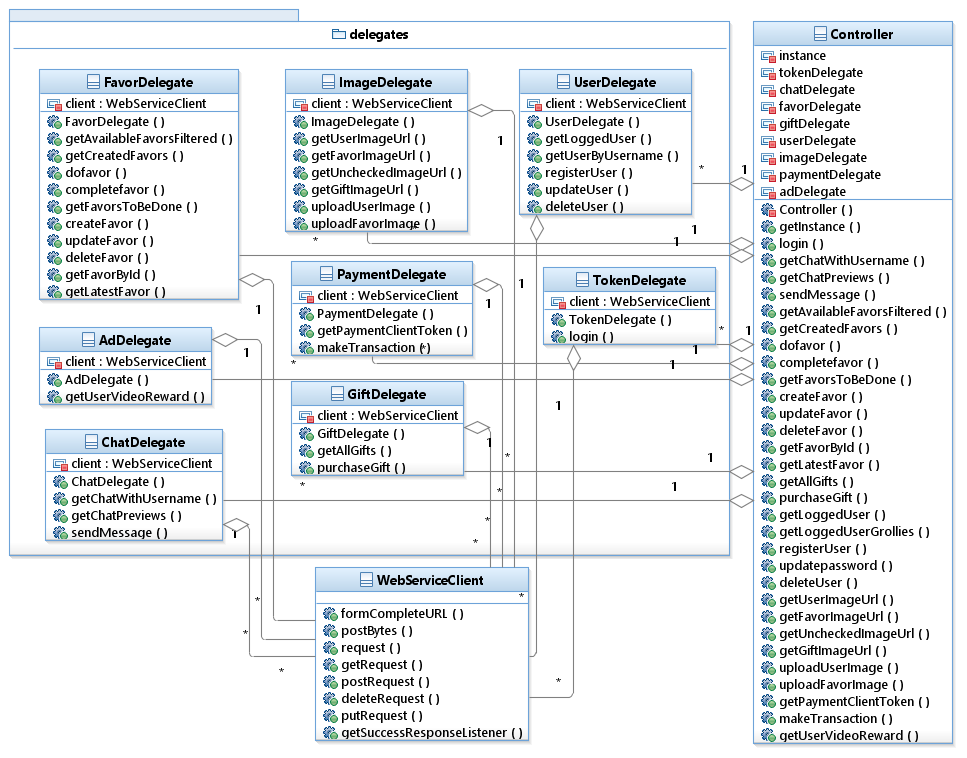 delegates
FavorDelegate
client : WebServiceClient
FavorDelegate ( )
getAvailableFavorsFiltered ( )
getCreatedFavors ( )
dofavor ( )
completefavor ( )
getFavorsToBeDone ( )
createFavor ( )
updateFavor ( )
deleteFavor ( )
getFavorById ( )
getLatestFavor ( )
1
ImageDelegate
client : WebServiceClient
ImageDelegate ( )
getUserImageUrl ( )
getFavorImageUrl ( )
getUncheckedImageUrl ( )
getGiftImageUrl ( )
uploadUserImage ( )
uploadFavorImage ( )
*
*
1
UserDelegate
client : WebServiceClient
UserDelegate ( )
getLoggedUser ( )
getUserByUsername ( )
registerUser ( )
updateUser ( )
deleteUser ( )
*
1
1
1
1
PaymentDelegate
client : WebServiceClient
PaymentDelegate ( )
getPaymentClientToken ( )
makeTransaction ( )
*
*
1
TokenDelegate
client : WebServiceClient
TokenDelegate ( )
login ( )
*
1
1
1
1
AdDelegate
client : WebServiceClient
AdDelegate ( )
getUserVideoReward ( )
1
GiftDelegate
client : WebServiceClient
GiftDelegate ( )
getAllGifts ( )
purchaseGift ( )
*
1
*
*
*
*
1
1
ChatDelegate
client : WebServiceClient
ChatDelegate ( )
getChatWithUsername ( )
getChatPreviews ( )
sendMessage ( )
1
*
*
*
*
WebServiceClient
*
formCompleteURL ( )
postBytes ( )
request ( )
getRequest ( )
postRequest ( )
deleteRequest ( )
putRequest ( )
getSuccessResponseListener ( )
Controller
instance
tokenDelegate
chatDelegate
favorDelegate
giftDelegate
userDelegate
imageDelegate
paymentDelegate
adDelegate
Controller ( )
getInstance ( )
login ( )
getChatWithUsername ( )
getChatPreviews ( )
sendMessage ( )
getAvailableFavorsFiltered ( )
getCreatedFavors ( )
dofavor ( )
completefavor ( )
getFavorsToBeDone ( )
createFavor ( )
updateFavor ( )
deleteFavor ( )
getFavorById ( )
getLatestFavor ( )
getAllGifts ( )
purchaseGift ( )
getLoggedUser ( )
getLoggedUserGrollies ( )
registerUser ( )
updatepassword ( )
deleteUser ( )
getUserImageUrl ( )
getFavorImageUrl ( )
getUncheckedImageUrl ( )
getGiftImageUrl ( )
uploadUserImage ( )
uploadFavorImage ( )
getPaymentClientToken ( )
makeTransaction ( )
getUserVideoReward ( )